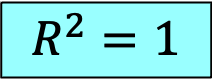 R² = 1